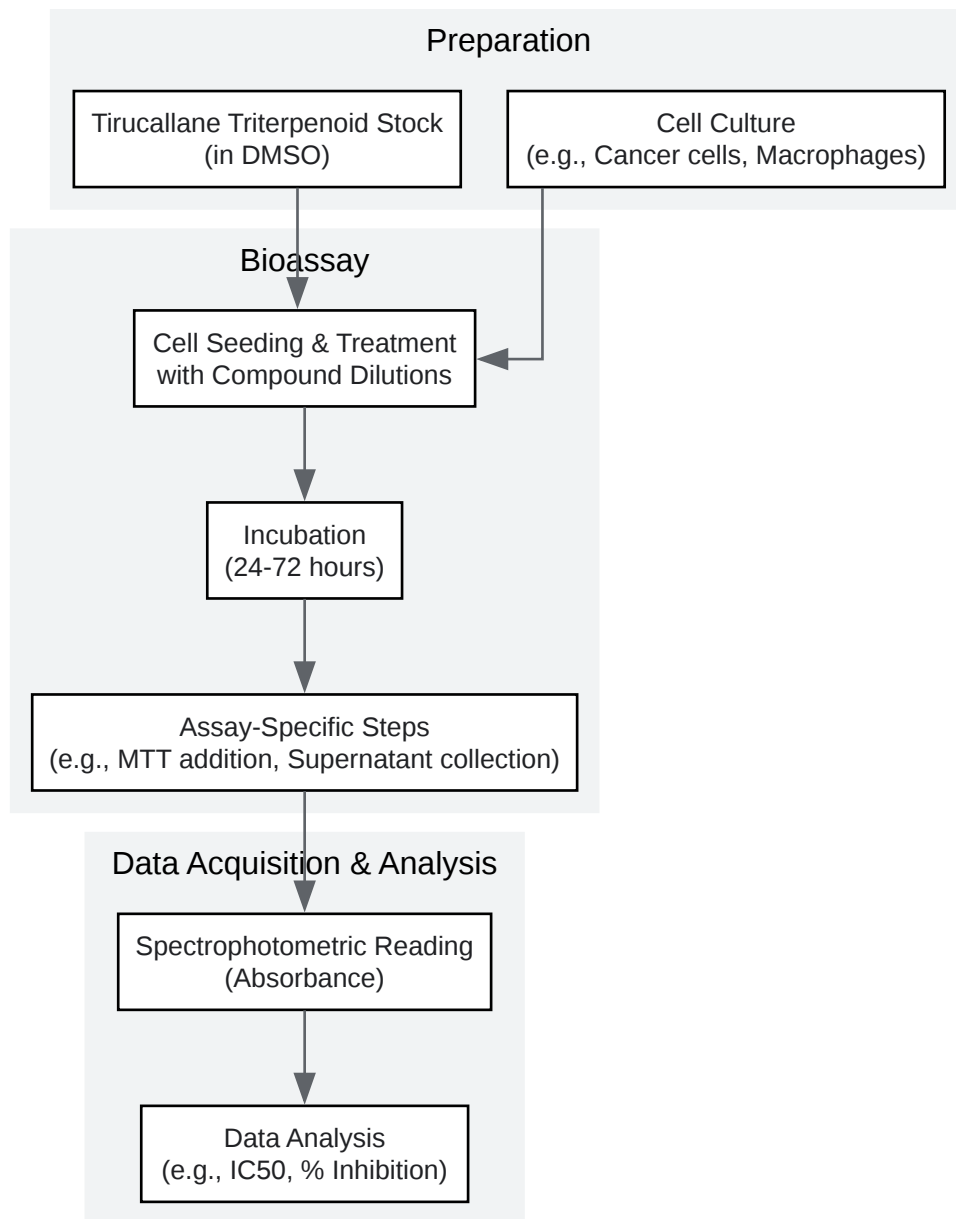 Preparation
Tirucallane Triterpenoid Stock
(in DMSO)
Cell Culture
(e.g., Cancer cells, Macrophages)
Bioassay
Cell Seeding & Treatment
with Compound Dilutions
Incubation
(24-72 hours)
Assay-Specific Steps
(e.g., MTT addition, Supernatant collection)
Data Acquisition & Analysis
Spectrophotometric Reading
(Absorbance)
Data Analysis
(e.g., IC50, % Inhibition)